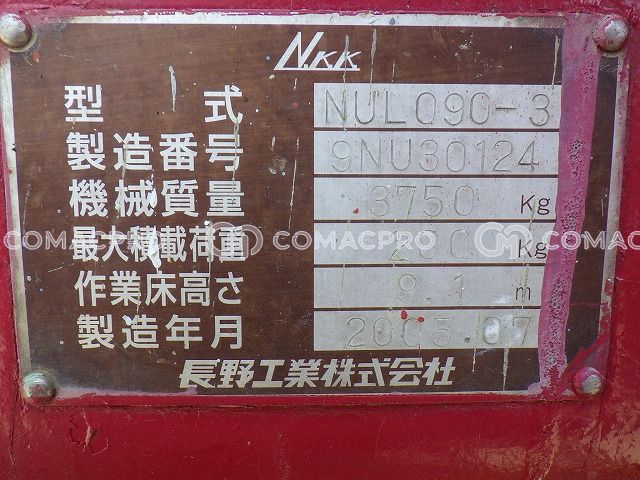 N.K.K.
型式 NUL090-3
製造番号 9NU30124
機械質量 3750 Kg
最大積載荷重 200 Kg
COMACPRO COMACPRO COMACPRO
作業床高さ 9.1 m
製造年月 2005.07
長野工業株式会社